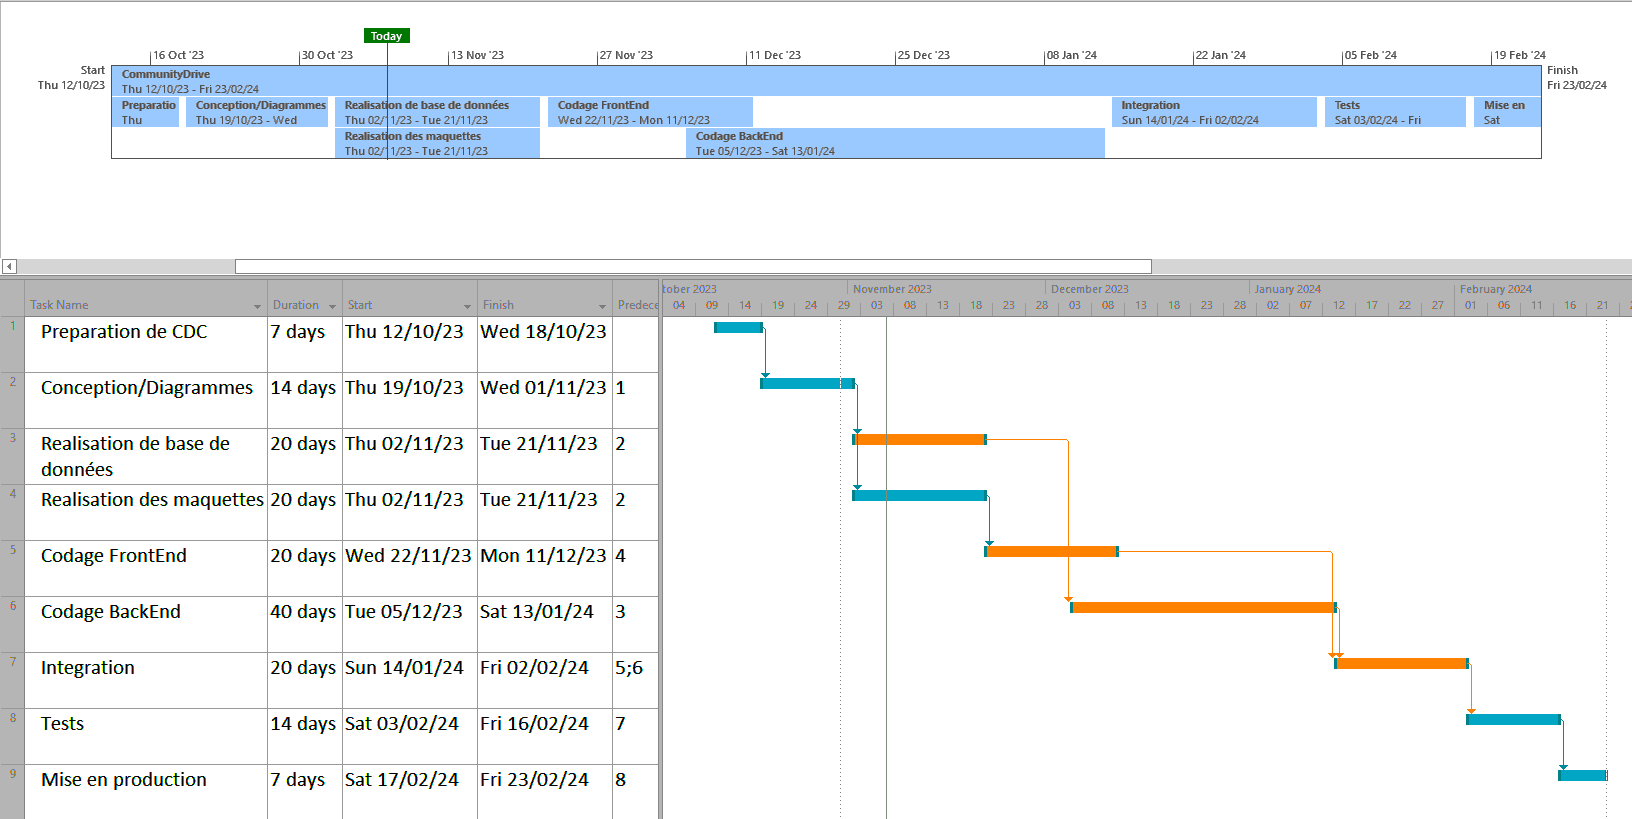 Today
16 Oct '23 30 Oct '23 13 Nov '23 27 Nov '23 11 Dec '23 25 Dec '23 08 Jan '24 22 Jan '24 05 Feb '24 19 Feb '24
Start
Thu 12/10/23
CommunityDrive
Thu 12/10/23 - Fri 23/02/24
Finish
Fri 23/02/24
Preparatio
Thu
Conception/Diagrammes
Thu 19/10/23 - Wed
Realisation de base de données
Thu 02/11/23 - Tue 21/11/23
Codage FrontEnd
Wed 22/11/23 - Mon 11/12/23
Integration
Sun 14/01/24 - Fri 02/02/24
Tests
Sat 03/02/24 - Fri
Mise en
Sat
Realisation des maquettes
Thu 02/11/23 - Tue 21/11/23
Codage BackEnd
Tue 05/12/23 - Sat 13/01/24
tober 2023 November 2023 December 2023 January 2024 February 2024
Task Name Duration Start Finish Predece
04 09 14 19 24 29 03 08 13 18 23 28 03 08 13 18 23 28 02 07 12 17 22 27 01 06 11 16 21
1 Preparation de CDC 7 days Thu 12/10/23 Wed 18/10/23
2 Conception/Diagrammes 14 days Thu 19/10/23 Wed 01/11/23 1
3 Realisation de base de 20 days Thu 02/11/23 Tue 21/11/23 2
données
4 Realisation des maquettes 20 days Thu 02/11/23 Tue 21/11/23 2
5 Codage FrontEnd 20 days Wed 22/11/23 Mon 11/12/23 4
6 Codage BackEnd 40 days Tue 05/12/23 Sat 13/01/24 3
7 Integration 20 days Sun 14/01/24 Fri 02/02/24 5;6
8 Tests 14 days Sat 03/02/24 Fri 16/02/24 7
9 Mise en production 7 days Sat 17/02/24 Fri 23/02/24 8